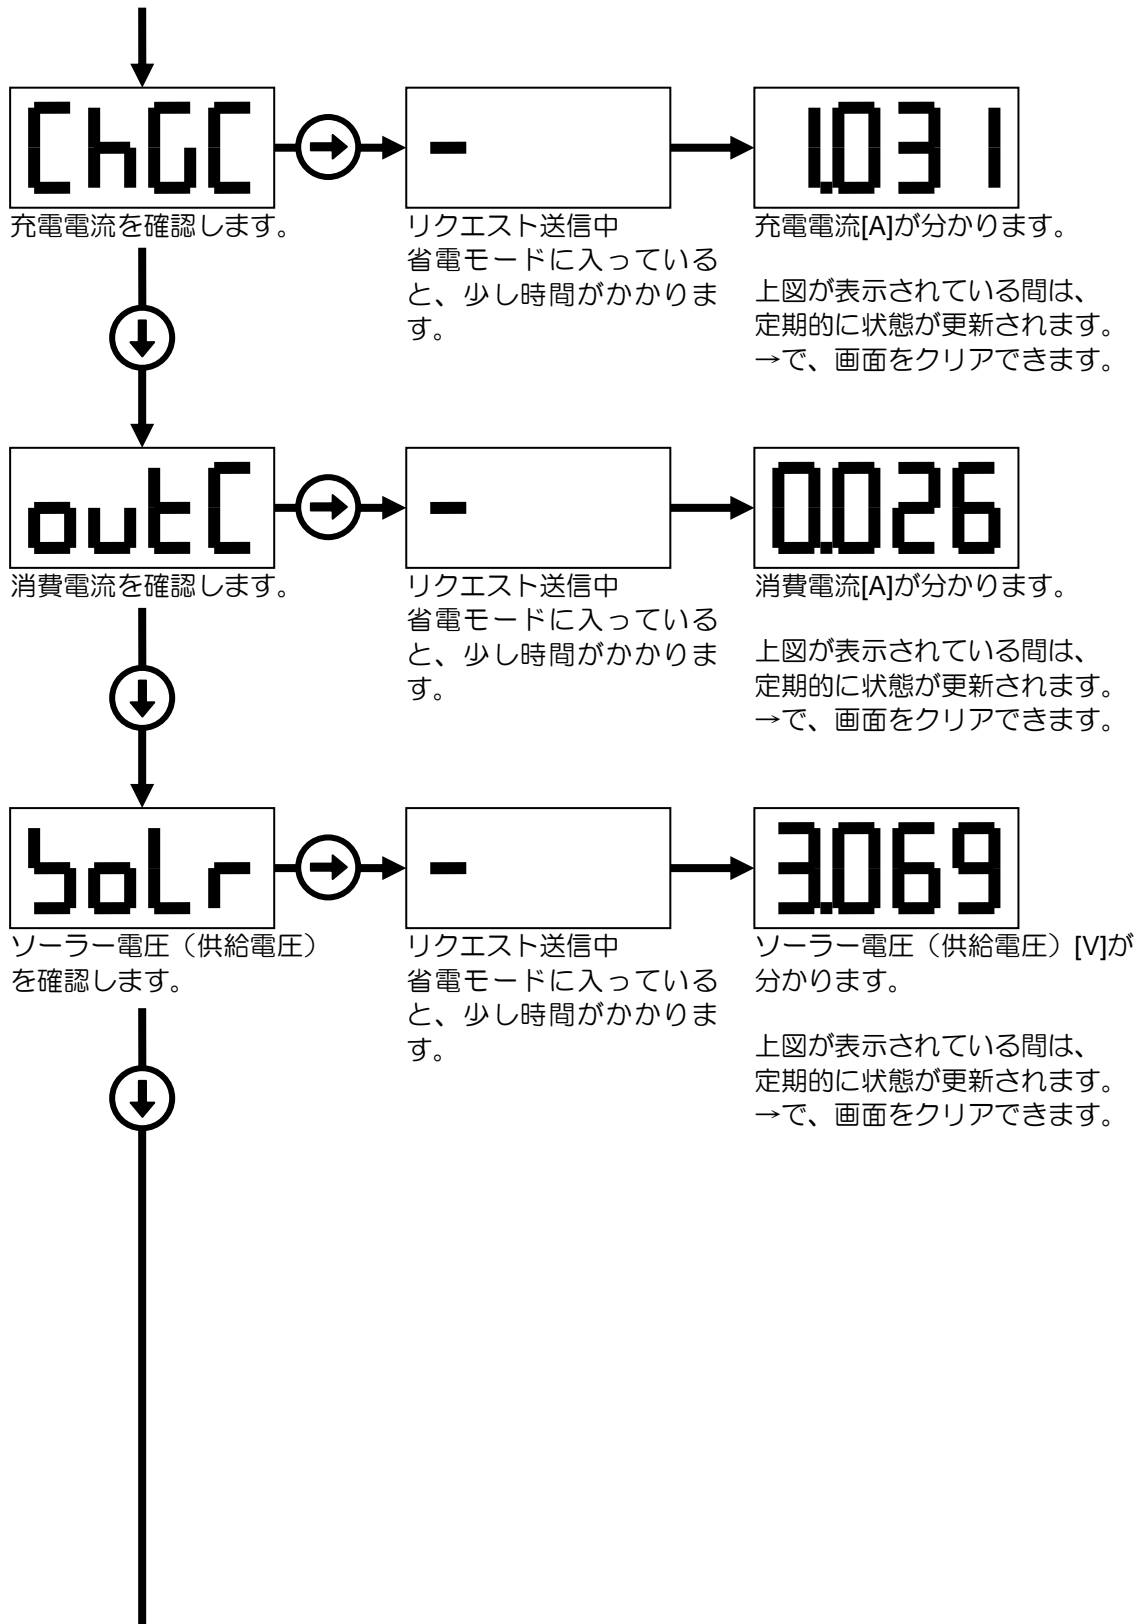 ChGC
-
1.031
充電電流を確認します。
リクエスト送信中
省電モードに入っている
と、少し時間がかかりま
す。
充電電流[A]が分かります。
上図が表示されている間は、
定期的に状態が更新されます。
→で、画面をクリアできます。
outC
-
0.026
消費電流を確認します。
リクエスト送信中
省電モードに入っている
と、少し時間がかかりま
す。
消費電流[A]が分かります。
上図が表示されている間は、
定期的に状態が更新されます。
→で、画面をクリアできます。
SoLr
-
3.069
ソーラー電圧（供給電圧）
を確認します。
リクエスト送信中
省電モードに入っている
と、少し時間がかかりま
す。
ソーラー電圧（供給電圧）[V]が
分かります。
上図が表示されている間は、
定期的に状態が更新されます。
→で、画面をクリアできます。